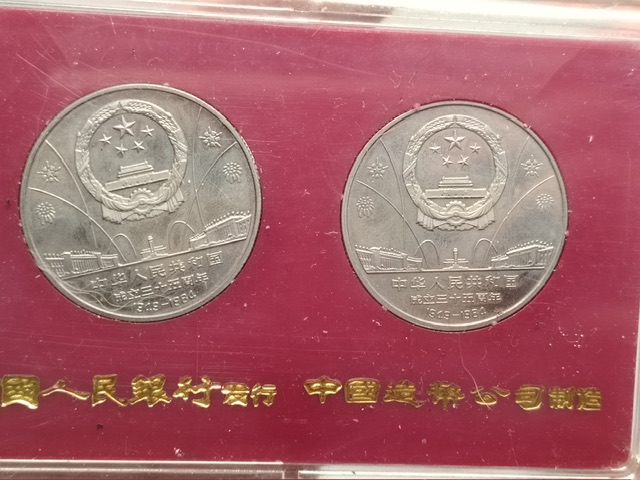 中华人民共和国
成立三十五周年
1949-1984
中华人民共和国
成立三十五周年
1949-1984
國人民銀行发行 中國造幣公司制造